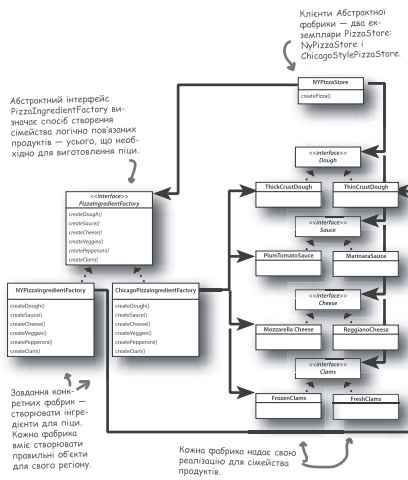 Клієнти Абстрактної
фабрики — два ек-
земпляри PizzaStore:
NyPizzaStore і
ChicagoStylePizzaStore.
NYPizzaStore
createPizza()
Абстрактний інтерфейс
PizzaIngredientFactory ви-
значає спосіб створення
сімейства логічно пов'язаних
продуктів — усього, що необ-
хідно для виготовлення піци.
<<interface>>
Dough
ThickCrustDough
ThinCrustDough
<<interface>>
PizzaIngredientFactory
createDough()
createSauce()
createCheese()
createVeggies()
createPepperoni()
createClam()
<<interface>>
Sauce
PlumTomatoSauce
MarinaraSauce
NYPizzaIngredientFactory
createDough()
createSauce()
createCheese()
createVeggies()
createPepperoni()
createClam()
ChicagoPizzaIngredientFactory
createDough()
createSauce()
createCheese()
createVeggies()
createPepperoni()
createClam()
<<interface>>
Cheese
Mozzarella Cheese
ReggianoCheese
<<interface>>
Clams
FrozenClams
FreshClams
Завдання конк-
ретних фабрик —
створювати інгре-
дієнти для піци.
Кожна фабрика
вміє створювати
правильні об'єкти
для свого регіону.
Кожна фабрика надає свою
реалізацію для сімейства
продуктів.